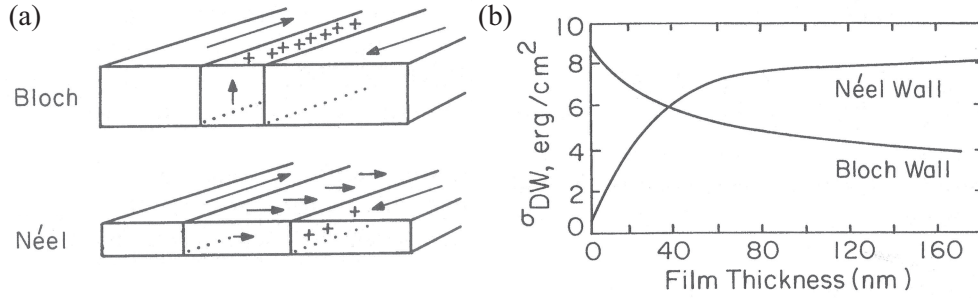 (a)
Bloch
Néel
(b)
σDW, erg/cm²
10
8
6
4
2
0
Néel Wall
Bloch Wall
0 40 80 120 160
Film Thickness (nm)